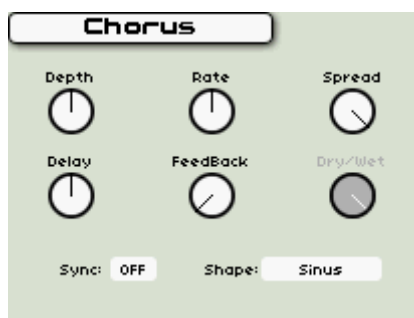 Chorus
Depth Rate Spread
Delay FeedBack Dry/Wet
Sync: OFF Shape: Sinus